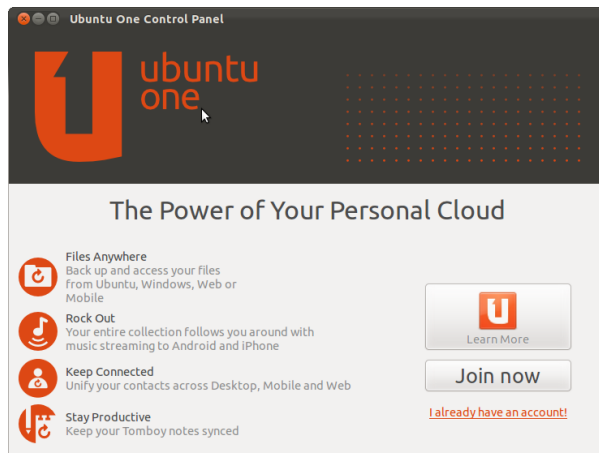 Ubuntu One Control Panel
ubuntu
one
The Power of Your Personal Cloud
Files Anywhere
Back up and access your files
from Ubuntu, Windows, Web or
Mobile
Rock Out
Your entire collection follows you around with
music streaming to Android and iPhone
Keep Connected
Unify your contacts across Desktop, Mobile and Web
Stay Productive
Keep your Tomboy notes synced
Learn More
Join now
I already have an account!